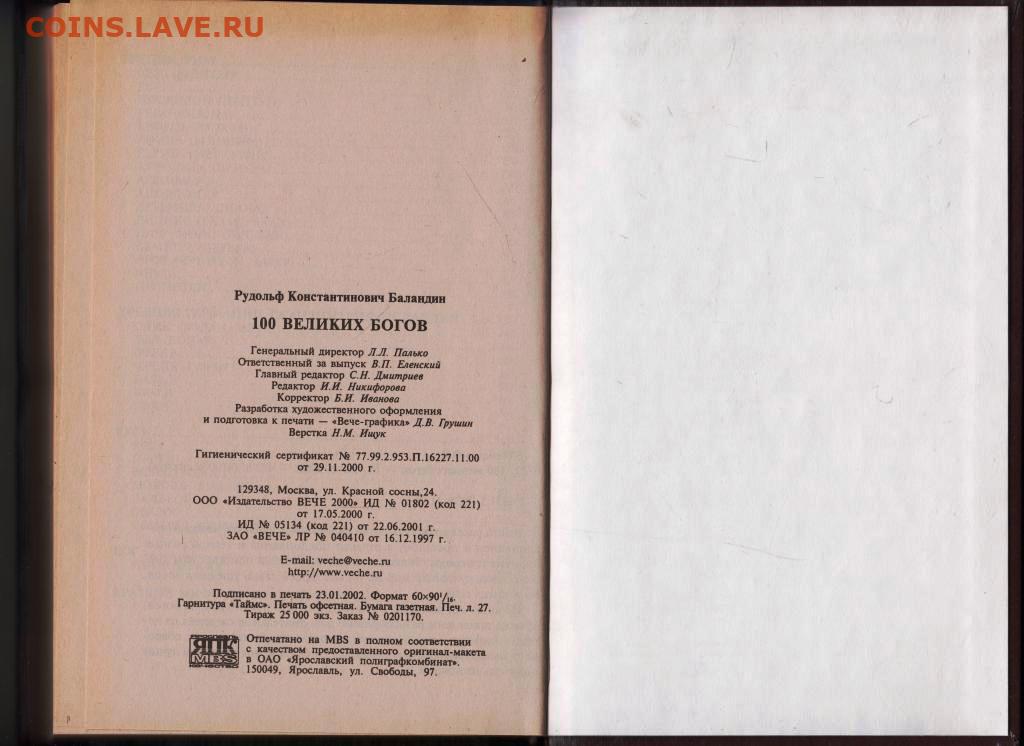 COINS.LAVE.RU
Рудольф Константинович Баландин
100 ВЕЛИКИХ БОГОВ
Генеральный директор Л.Л. Палько
Ответственный за выпуск В.П. Еленский
Главный редактор С.Н. Дмитриев
Редактор И.И. Никифорова
Корректор Б.И. Иванова
Разработка художественного оформления
и подготовка к печати — «Вече-графика» Д.В. Грушин
Верстка Н.М. Ищук
Гигиенический сертификат № 77.99.2.953.П.16227.11.00
от 29.11.2000 г.
129348, Москва, ул. Красной сосны,24.
ООО «Издательство ВЕЧЕ 2000» ИД № 01802 (код 221)
от 17.05.2000 г.
ИД № 05134 (код 221) от 22.06.2001 г.
ЗАО «ВЕЧЕ» ЛР № 040410 от 16.12.1997 г.
E-mail: veche@veche.ru
http://www.veche.ru
Подписано в печать 23.01.2002. Формат 60×90 1/16.
Гарнитура «Таймс». Печать офсетная. Бумага газетная. Печ. л. 27.
Тираж 25 000 экз. Заказ № 0201170.
ЯПК
MBS
Отпечатано на MBS в полном соответствии
с качеством предоставленного оригинал-макета
в ОАО «Ярославский полиграфкомбинат».
150049, Ярославль, ул. Свободы, 97.